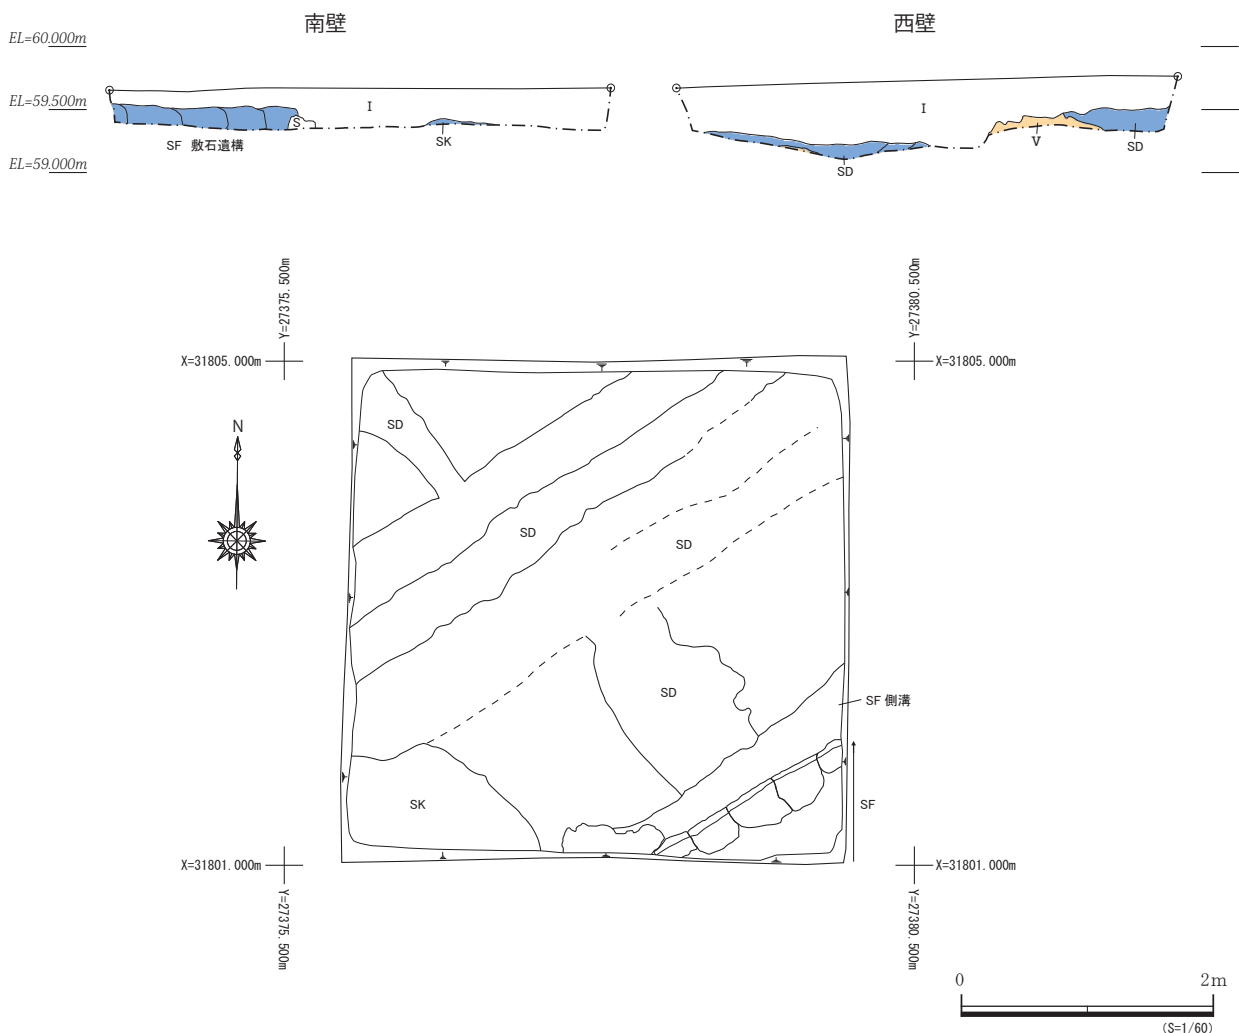 南壁
西壁
EL=60.000m
EL=59.500m
EL=59.000m
I
S
SF 敷石遺構
SK
I
V
SD
SD
Y=27375.500m
Y=27380.500m
X=31805.000m
X=31805.000m
N
SD
SD
SD
SD
SF 側溝
SK
SF
X=31801.000m
X=31801.000m
Y=27375.500m
Y=27380.500m
0
2m
(S=1/60)